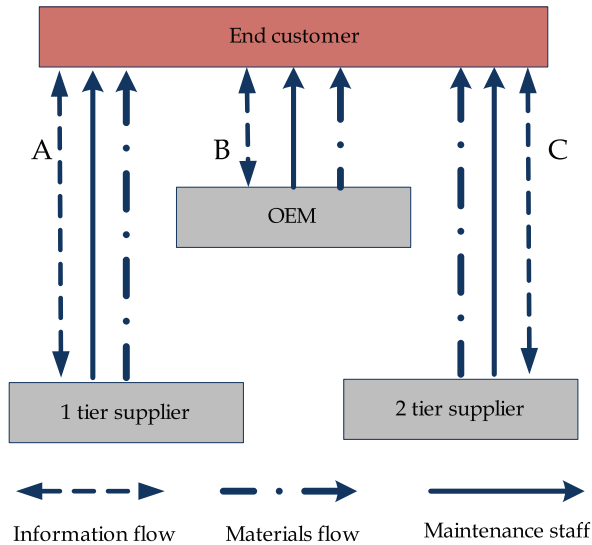 End customer
A
B
C
OEM
1 tier supplier
2 tier supplier
Information flow
Materials flow
Maintenance staff